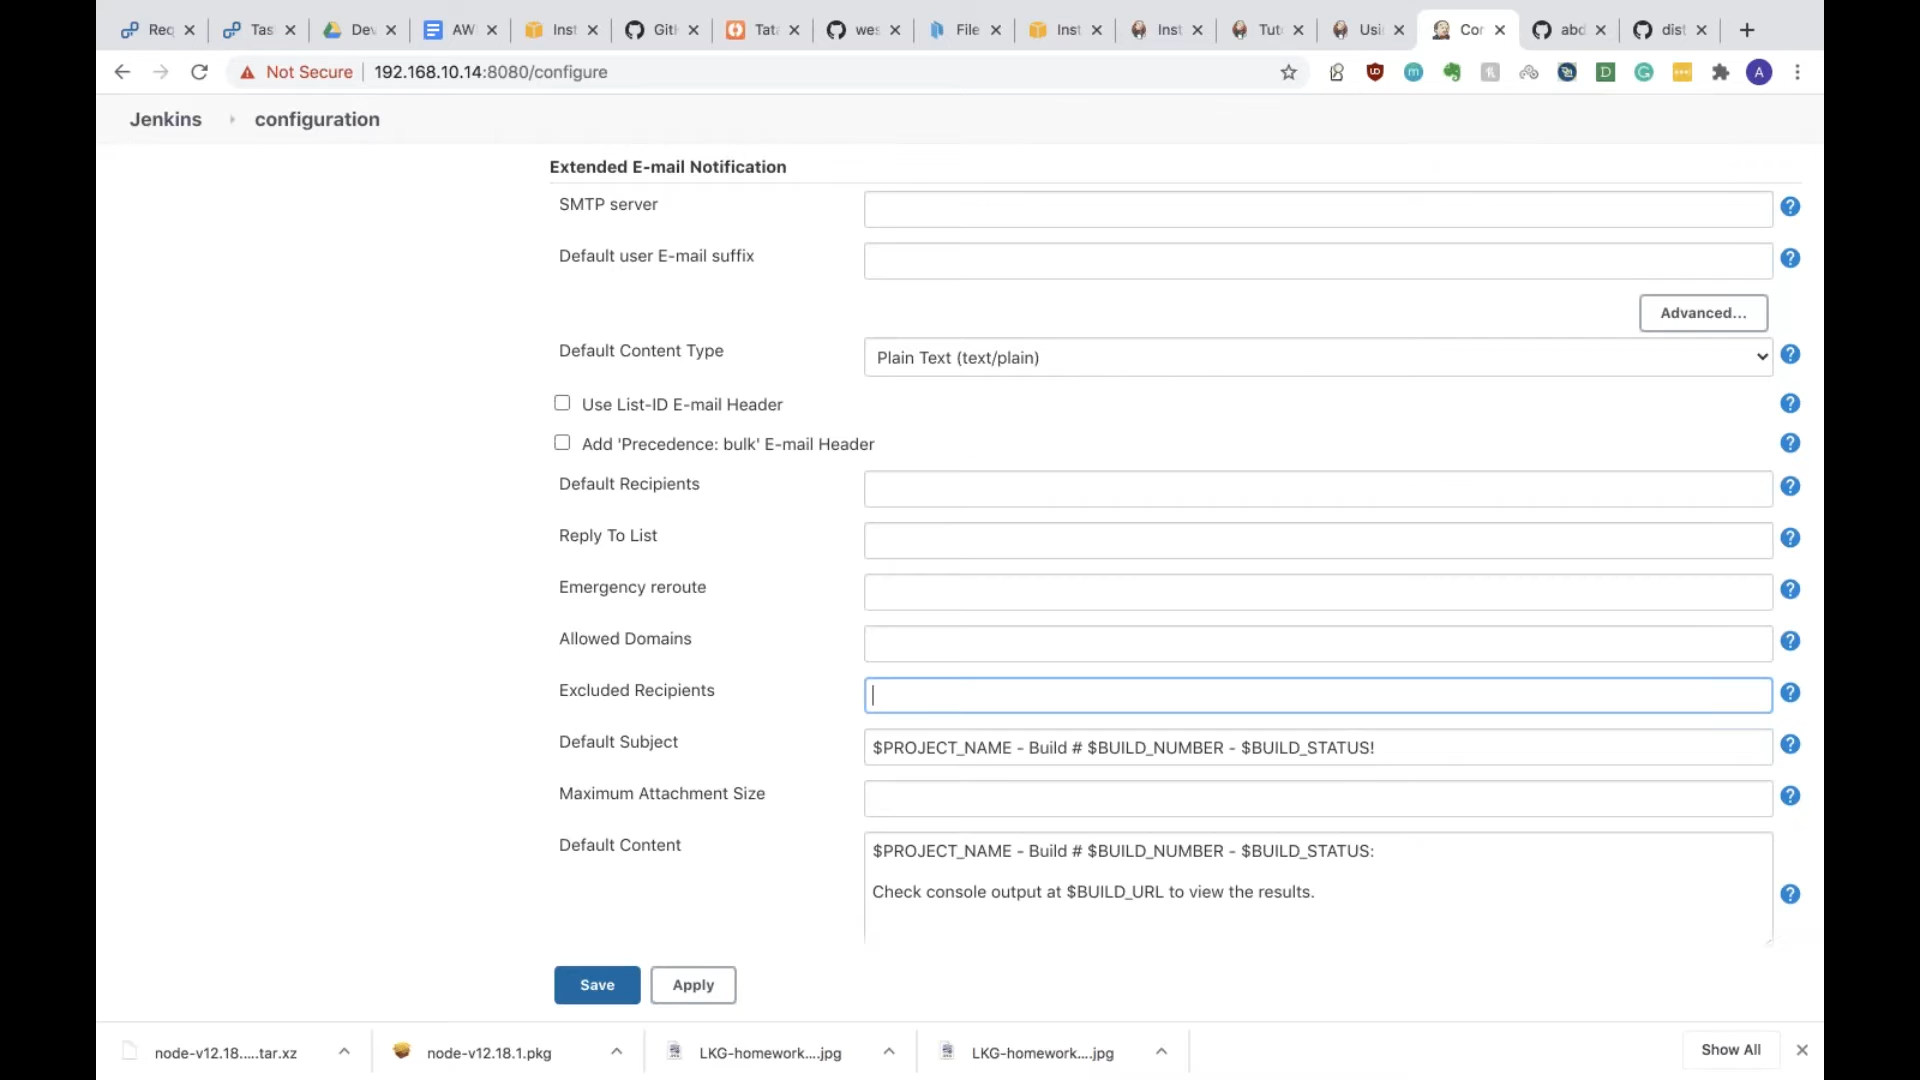 Rec
Tas
Dev
AW
Inst
Gith
Tata
wes
File
Inst
Inst
Tut
Usi
Cor
abd
dist
Not Secure
192.168.10.14:8080/configure
A
Jenkins
configuration
Extended E-mail Notification
SMTP server
Default user E-mail suffix
Advanced...
Default Content Type
Plain Text (text/plain)
Use List-ID E-mail Header
Add 'Precedence: bulk' E-mail Header
Default Recipients
Reply To List
Emergency reroute
Allowed Domains
Excluded Recipients
Default Subject
$PROJECT_NAME - Build # $BUILD_NUMBER - $BUILD_STATUS!
Maximum Attachment Size
Default Content
$PROJECT_NAME - Build # $BUILD_NUMBER - $BUILD_STATUS:
Check console output at $BUILD_URL to view the results.
Save
Apply
node-v12.18.....tar.xz
node-v12.18.1.pkg
LKG-homework....jpg
LKG-homework....jpg
Show All